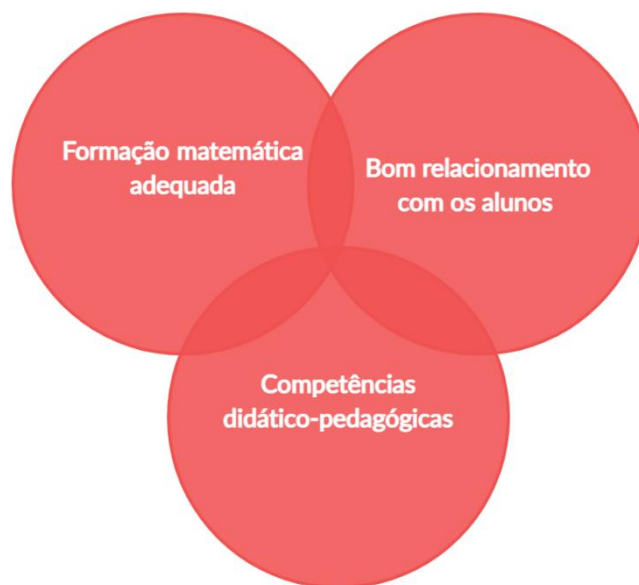 Formação matemática
adequada
Bom relacionamento
com os alunos
Competências
didático-pedagógicas